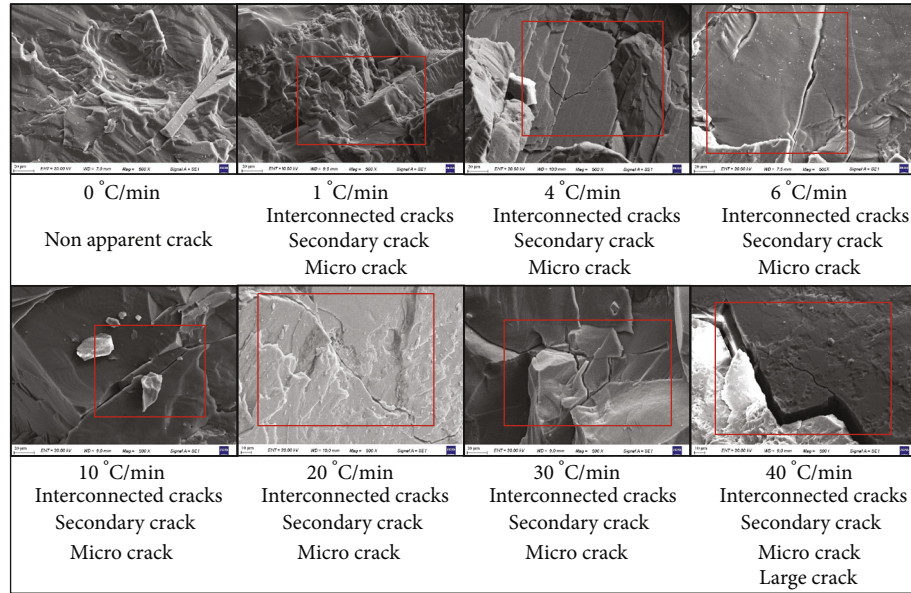 0 °C/min
Non apparent crack
1 °C/min
Interconnected cracks
Secondary crack
Micro crack
4 °C/min
Interconnected cracks
Secondary crack
Micro crack
6 °C/min
Interconnected cracks
Secondary crack
Micro crack
10 °C/min
Interconnected cracks
Secondary crack
Micro crack
20 °C/min
Interconnected cracks
Secondary crack
Micro crack
30 °C/min
Interconnected cracks
Secondary crack
Micro crack
40 °C/min
Interconnected cracks
Secondary crack
Micro crack
Large crack